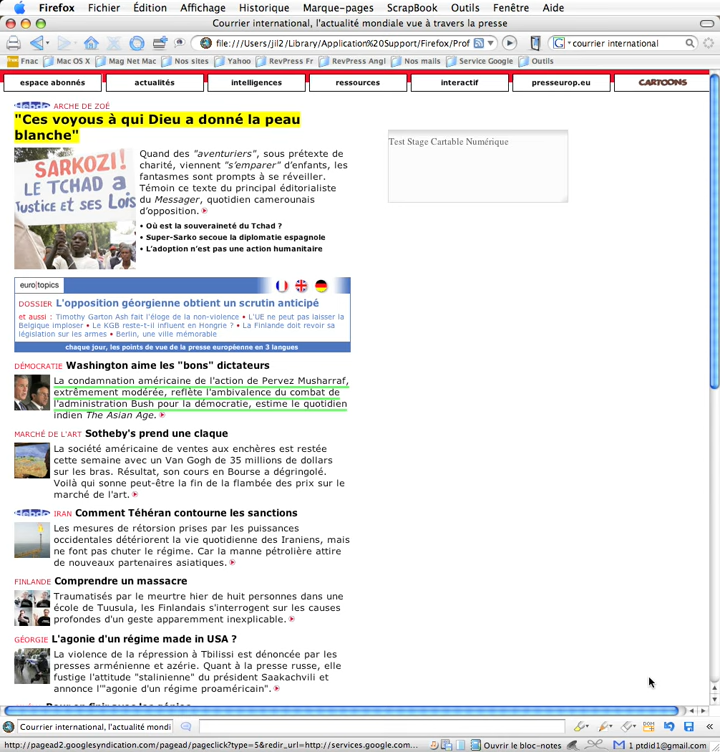 Firefox Fichier Édition Affichage Historique Marque-pages ScrapBook Outils Fenêtre Aide
Courrier international, l'actualité mondiale vue à travers la presse
file:///Users/jil2/Library/Application%20Support/Firefox/Prof
courrier international
Fnac Mac OS X Mag Net Mac Nos sites Yahoo RevPress Fr RevPress Angl Nos mails Service Google Outils
espace abonnés actualités intelligences ressources interactif presseurop.eu CARTOONS
Hebdo ARCHE DE ZOÉ
"Ces voyous à qui Dieu a donné la peau
blanche"
SARKOZI!
LE TCHAD a
Justice et ses Lois
Quand des "aventuriers", sous prétexte de
charité, viennent "s'emparer" d'enfants, les
fantasmes sont prompts à se réveiller.
Témoin ce texte du principal éditorialiste
du Messager, quotidien camerounais
d'opposition.
• Où est la souveraineté du Tchad ?
• Super-Sarko secoue la diplomatie espagnole
• L'adoption n'est pas une action humanitaire
Test Stage Cartable Numérique
euro|topics
DOSSIER L'opposition géorgienne obtient un scrutin anticipé
et aussi : Timothy Garton Ash fait l'éloge de la non-violence • L'UE ne peut pas laisser la
Belgique imploser • Le KGB reste-t-il influent en Hongrie ? • La Finlande doit revoir sa
législation sur les armes • Berlin, une ville mémorable
chaque jour, les points de vue de la presse européenne en 3 langues
DÉMOCRATIE Washington aime les "bons" dictateurs
La condamnation américaine de l'action de Pervez Musharraf,
extrêmement modérée, reflète l'ambivalence du combat de
l'administration Bush pour la démocratie, estime le quotidien
indien The Asian Age.
MARCHÉ DE L'ART Sotheby's prend une claque
La société américaine de ventes aux enchères est restée
cette semaine avec un Van Gogh de 35 millions de dollars
sur les bras. Résultat, son cours en Bourse a dégringolé.
Voilà qui sonne peut-être la fin de la flambée des prix sur le
marché de l'art.
Hebdo IRAN Comment Téhéran contourne les sanctions
Les mesures de rétorsion prises par les puissances
occidentales détériorent la vie quotidienne des Iraniens, mais
ne font pas chuter le régime. Car la manne pétrolière attire
de nouveaux partenaires asiatiques.
FINLANDE Comprendre un massacre
Traumatisés par le meurtre hier de huit personnes dans une
école de Tuusula, les Finlandais s'interrogent sur les causes
profondes d'un geste apparemment inexplicable.
GÉORGIE L'agonie d'un régime made in USA ?
La violence de la répression à Tbilissi est dénoncée par les
presses arménienne et azérie. Quant à la presse russe, elle
fustige l'attitude "stalinienne" du président Saakachvili et
annonce l'"agonie d'un régime proaméricain".
Courrier international, l'actualité mondi
http://pagead2.googlesyndication.com/pagead/pageclick?type=5&redir_url=http://services.google.com... Ouvrir le bloc-notes 1 ptdid1@gmail.com